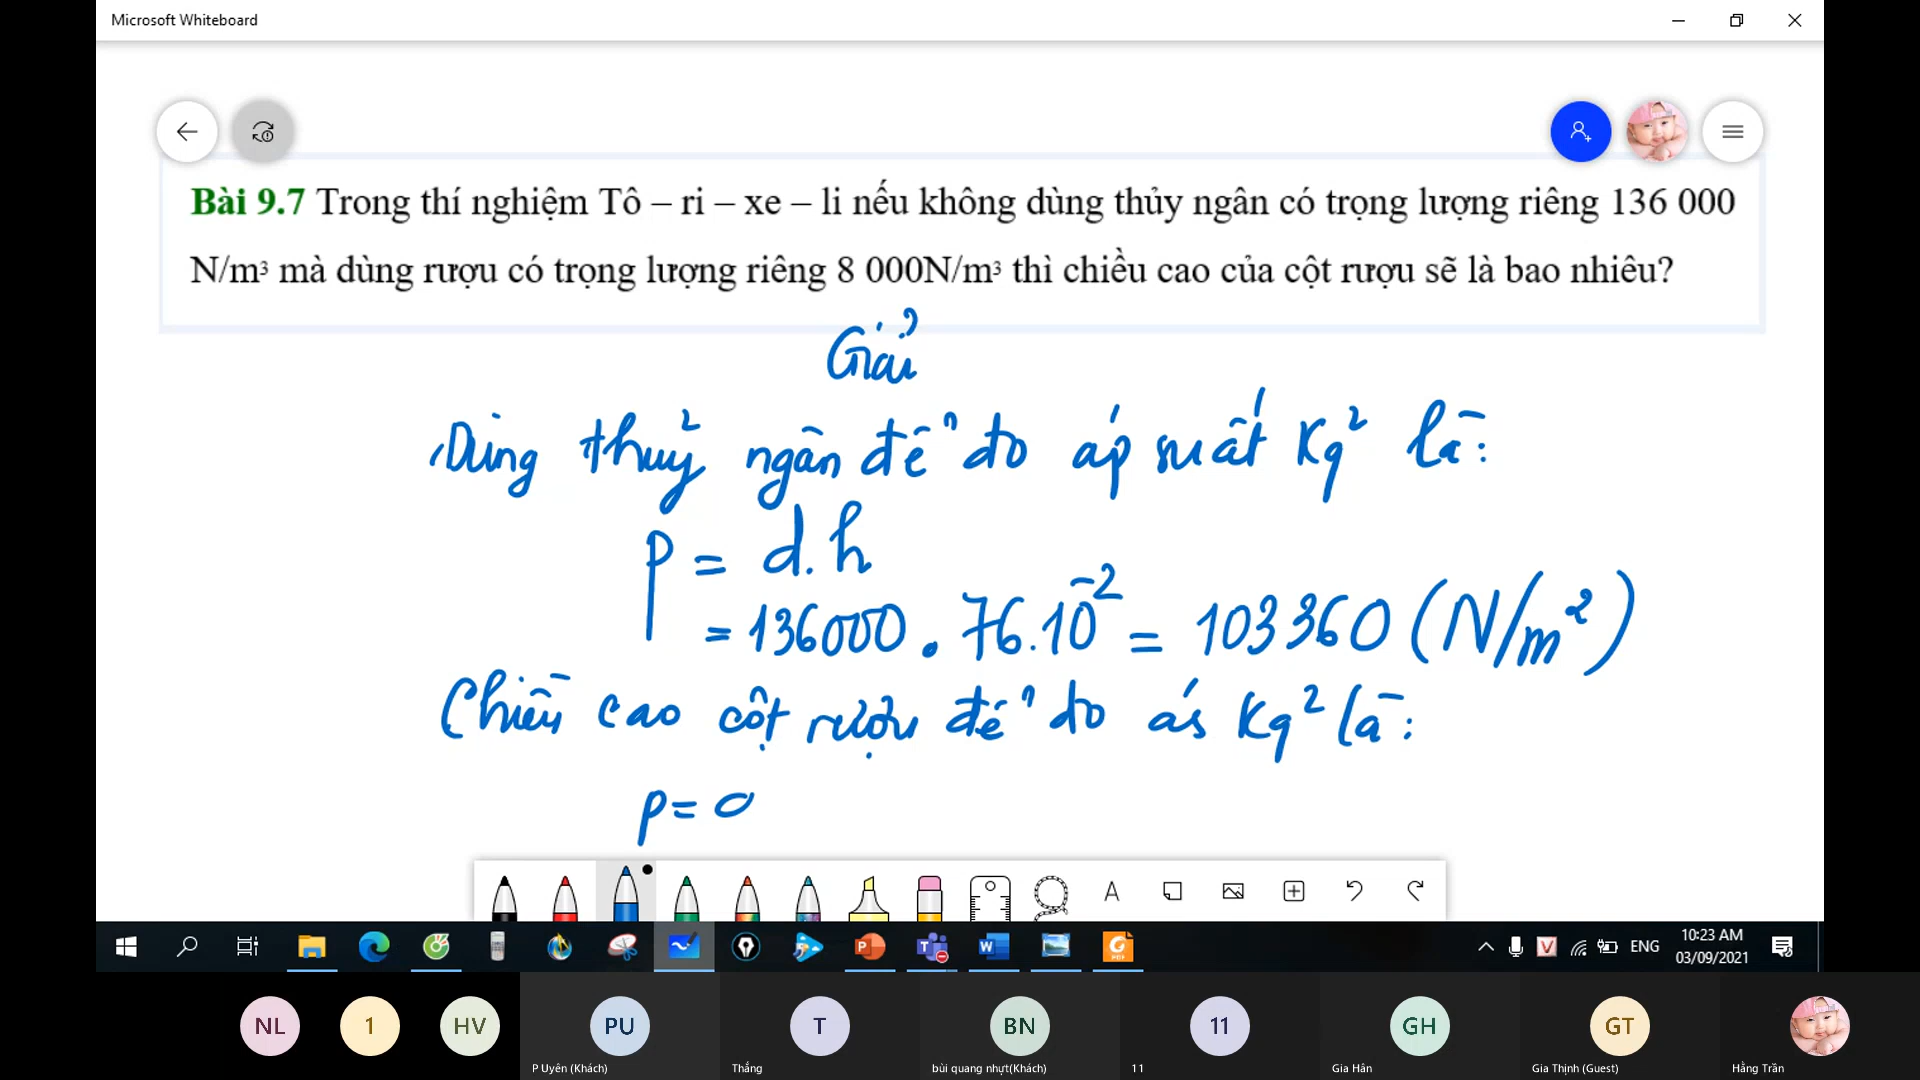 Microsoft Whiteboard
Bài 9.7 Trong thí nghiệm Tô – ri – xe – li nếu không dùng thủy ngân có trọng lượng riêng 136 000
N/m³ mà dùng rượu có trọng lượng riêng 8 000N/m³ thì chiều cao của cột rượu sẽ là bao nhiêu?
Giải
Dùng thuỷ ngân để đo áp suất Kq² là:
P = d.h
= 136000 . 76.10⁻² = 103360 (N/m²)
Chiều cao cột rượu để đo ás Kq² là:
P =
A
ENG
10:23 AM
03/09/2021
NL
1
HV
PU
T
BN
11
GH
GT
P Uyên (Khách)
Thắng
bùi quang nhựt(Khách)
11
Gia Hân
Gia Thịnh (Guest)
Hằng Trần